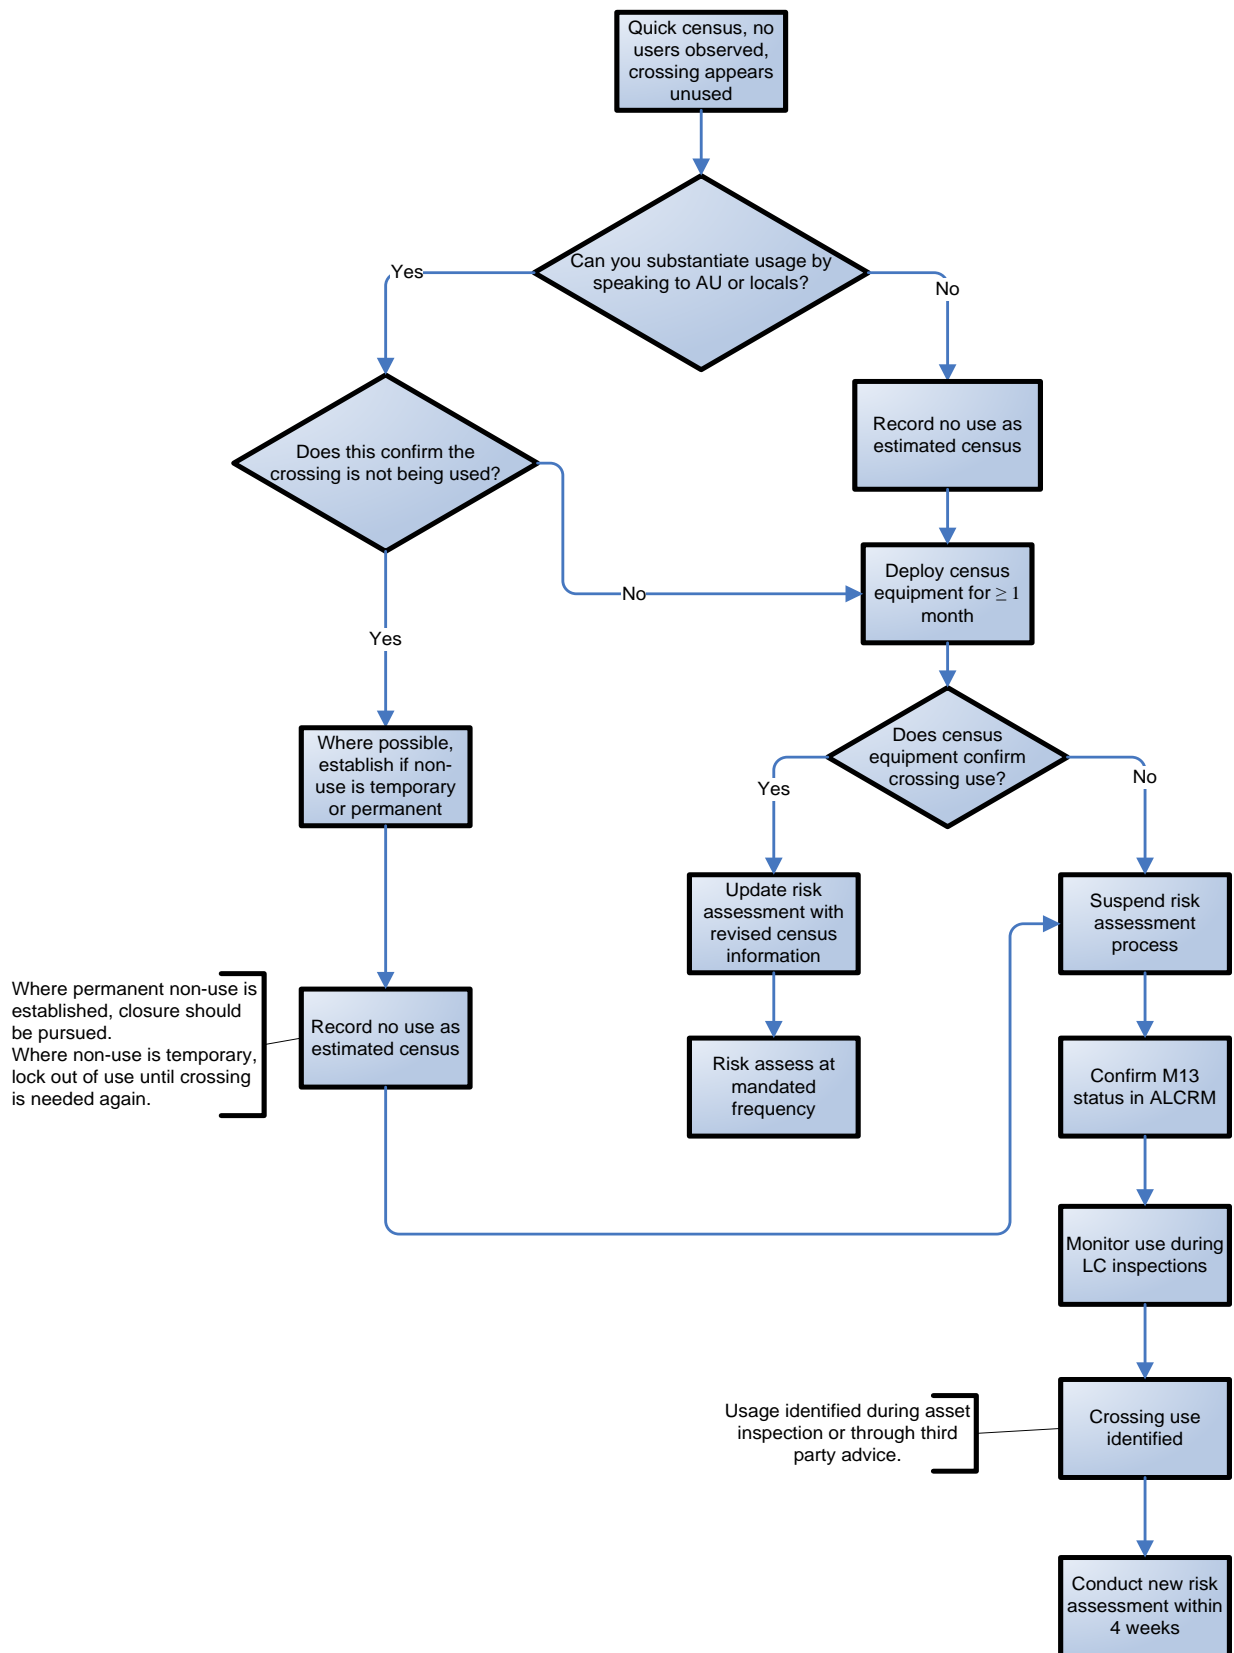 Quick census, no
users observed,
crossing appears
unused
Can you substantiate usage by
speaking to AU or locals?
Yes
No
Does this confirm the
crossing is not being used?
Record no use as
estimated census
Deploy census
equipment for ≥ 1
month
No
Yes
Where possible,
establish if non-
use is temporary
or permanent
Does census
equipment confirm
crossing use?
Yes
No
Update risk
assessment with
revised census
information
Suspend risk
assessment
process
Where permanent non-use is
established, closure should
be pursued.
Where non-use is temporary,
lock out of use until crossing
is needed again.
Record no use as
estimated census
Risk assess at
mandated
frequency
Confirm M13
status in ALCRM
Monitor use during
LC inspections
Usage identified during asset
inspection or through third
party advice.
Crossing use
identified
Conduct new risk
assessment within
4 weeks